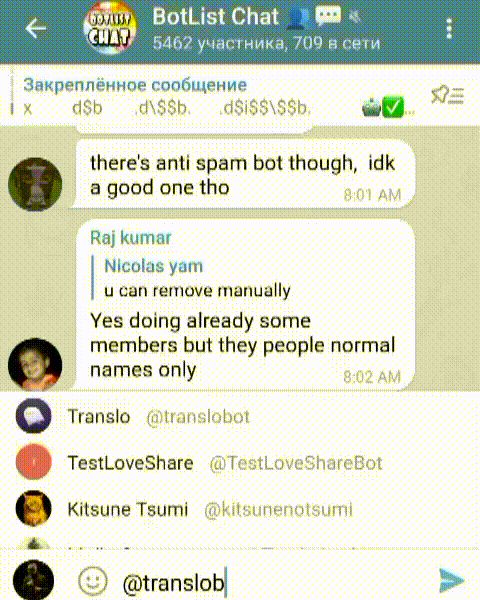 BotList Chat
5462 участника, 709 в сети
BOTLIST
CHAT
Закреплённое сообщение
x d$b .d\$$b. .d$i$$\$$b. ...
there's anti spam bot though, idk
a good one tho
8:01 AM
Raj kumar
Nicolas yam
u can remove manually
Yes doing already some
members but they people normal
names only
8:02 AM
Translo @translobot
TestLoveShare @TestLoveShareBot
Kitsune Tsumi @kitsunenotsumi
@translob